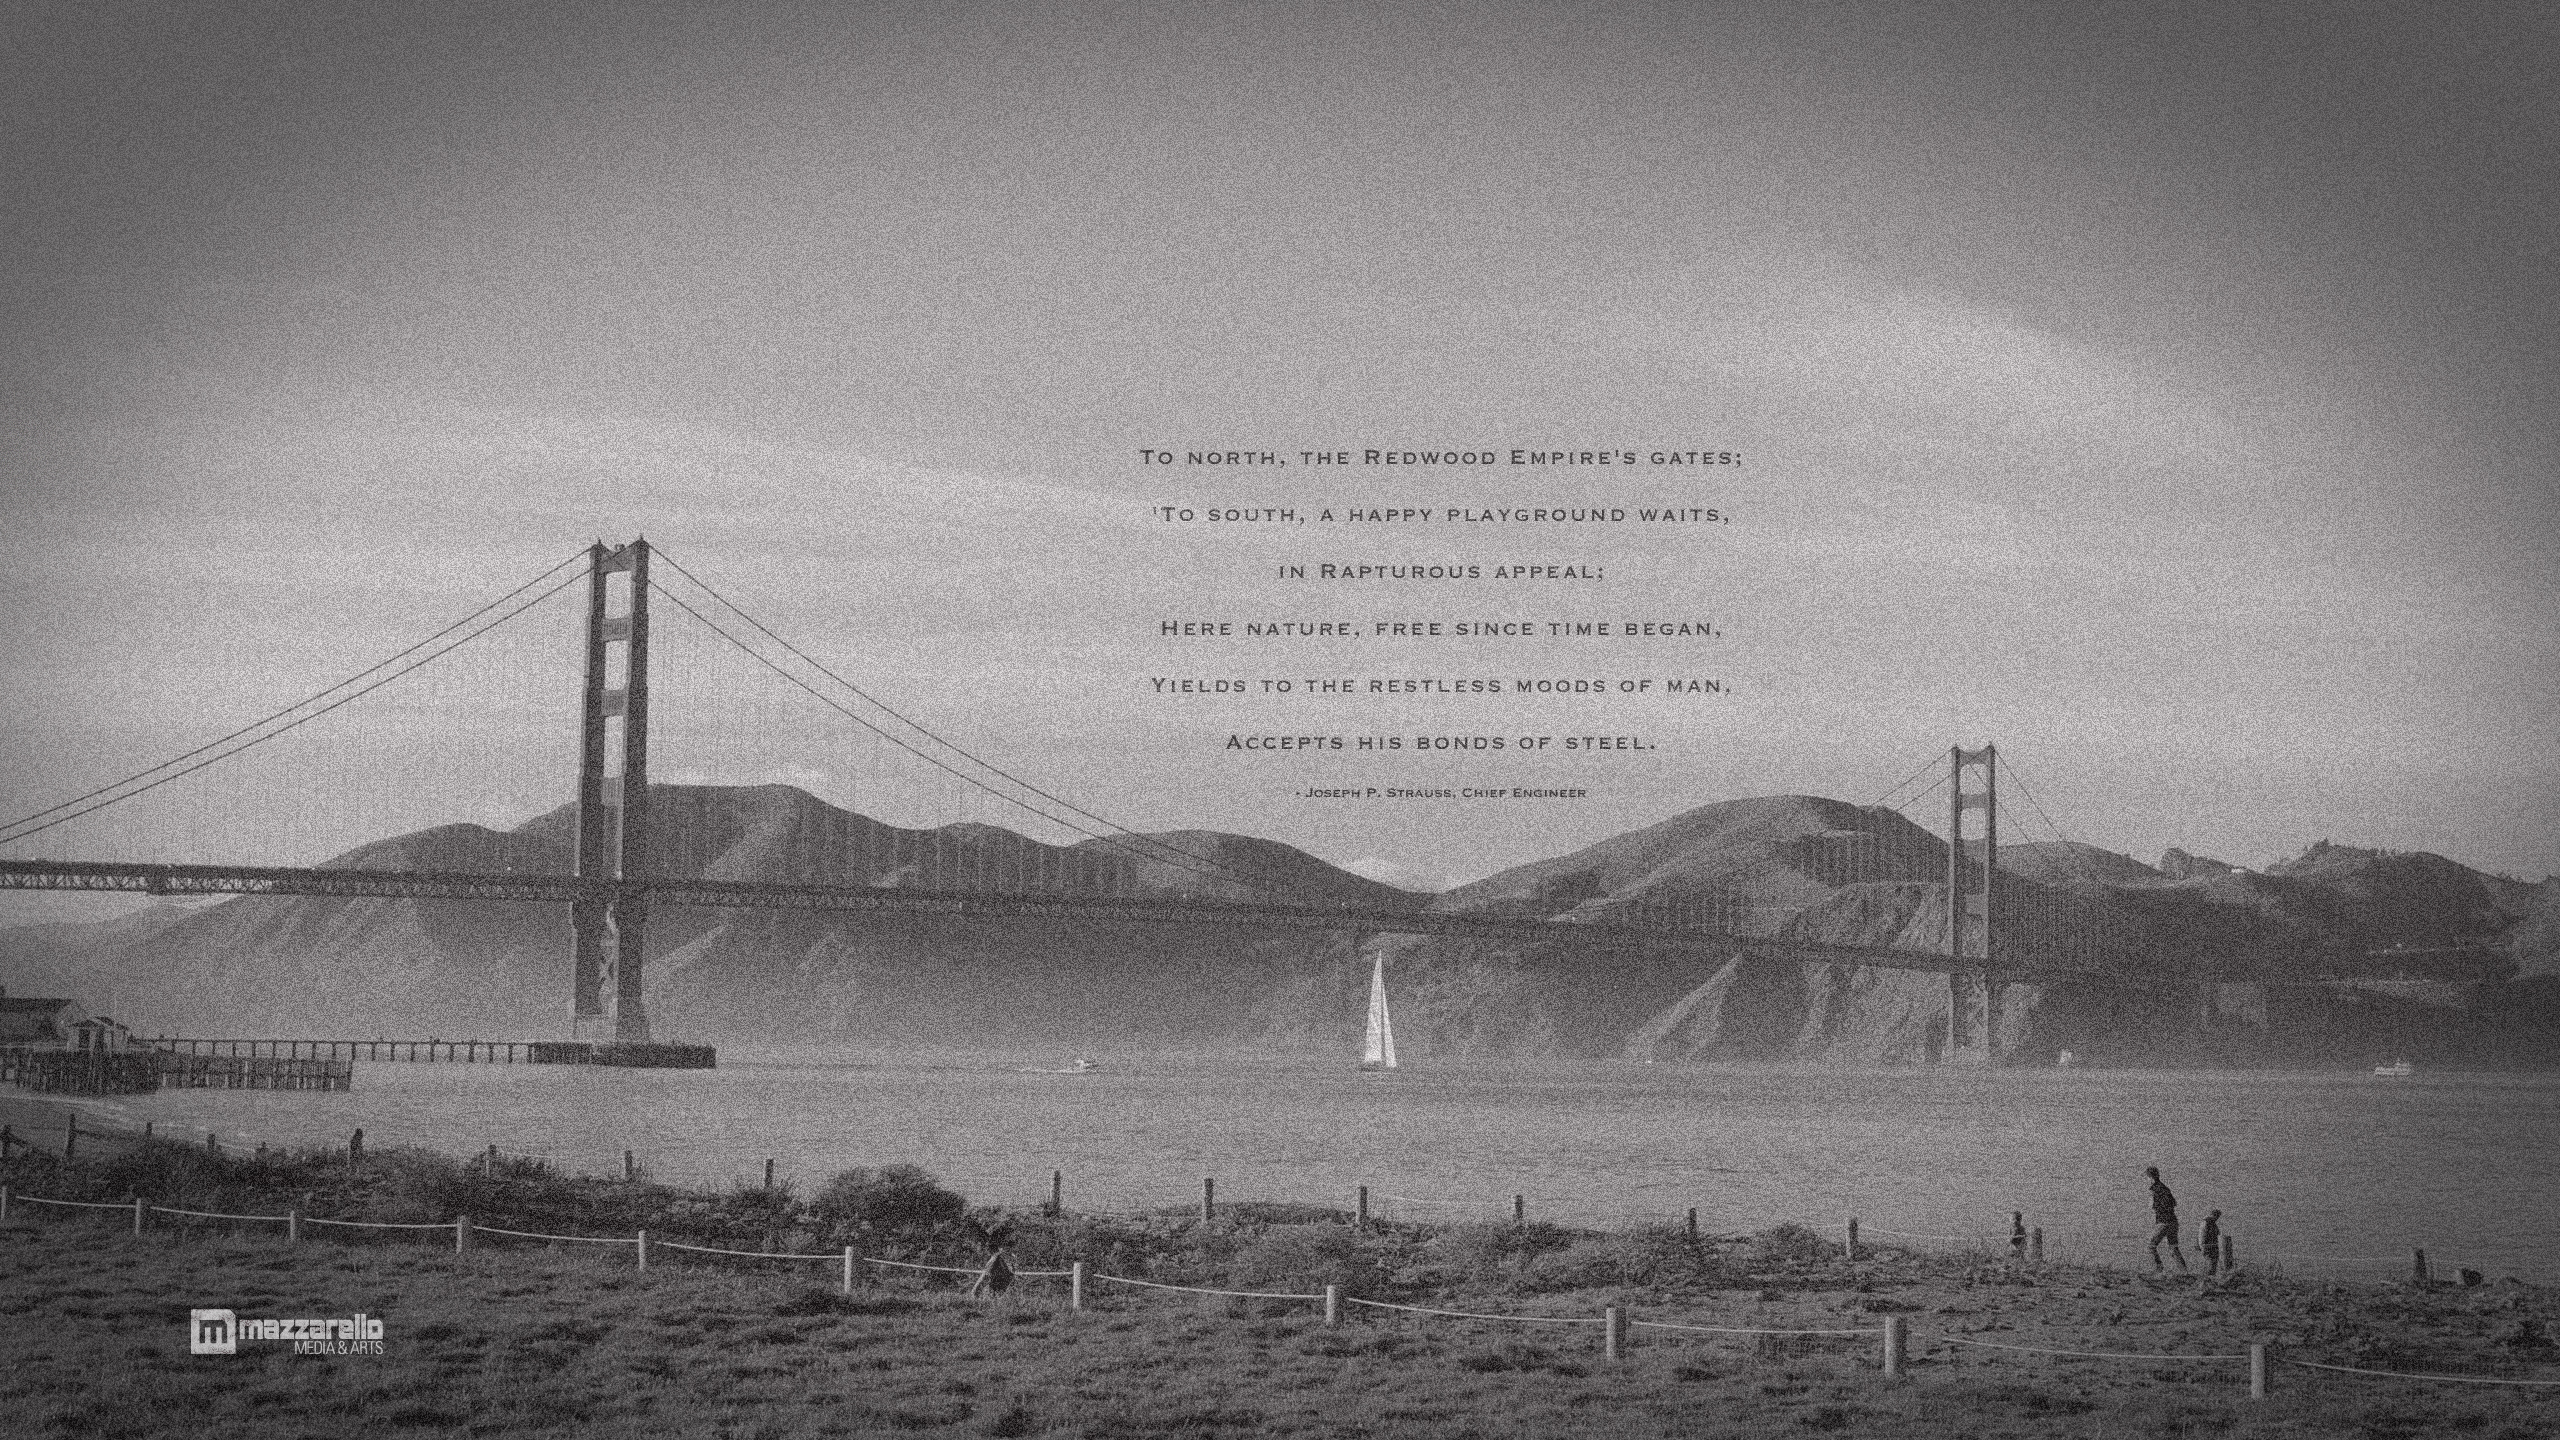 To north, the Redwood Empire's gates;
'To south, a happy playground waits,
in Rapturous appeal;
Here nature, free since time began,
Yields to the restless moods of man,
Accepts his bonds of steel.
- Joseph P. Strauss, Chief Engineer
m mazzarello
MEDIA & ARTS